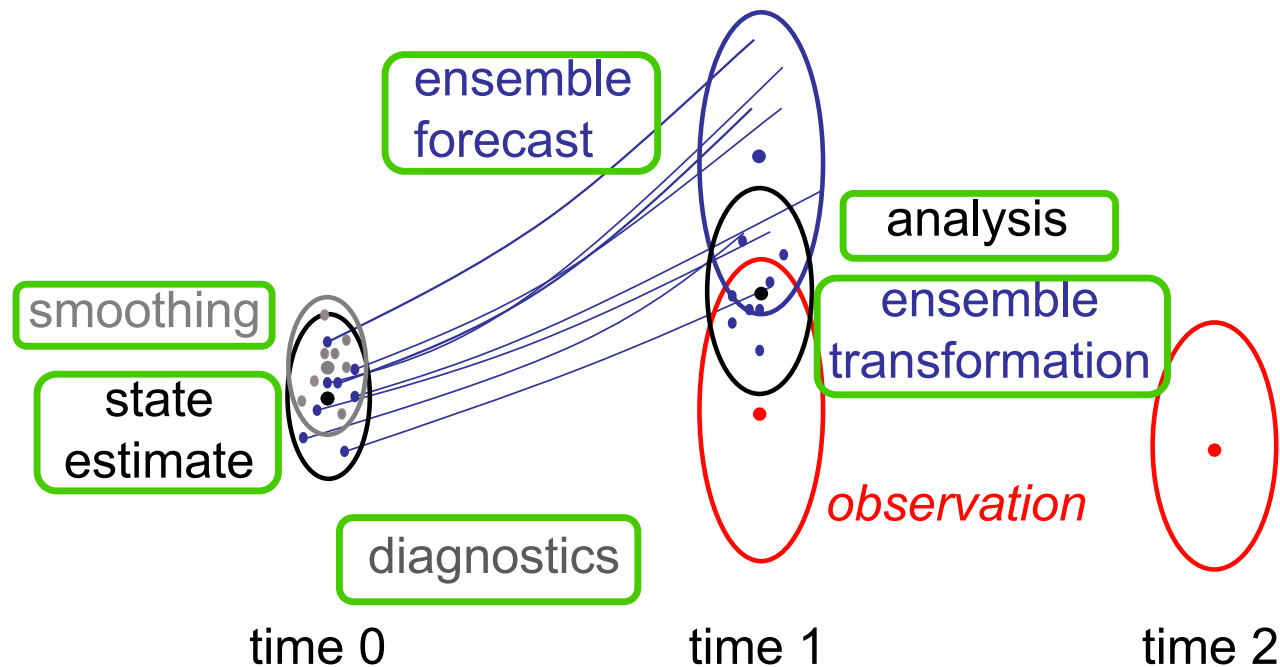 ensemble
forecast
analysis
smoothing
ensemble
transformation
state
estimate
observation
diagnostics
time 0
time 1
time 2